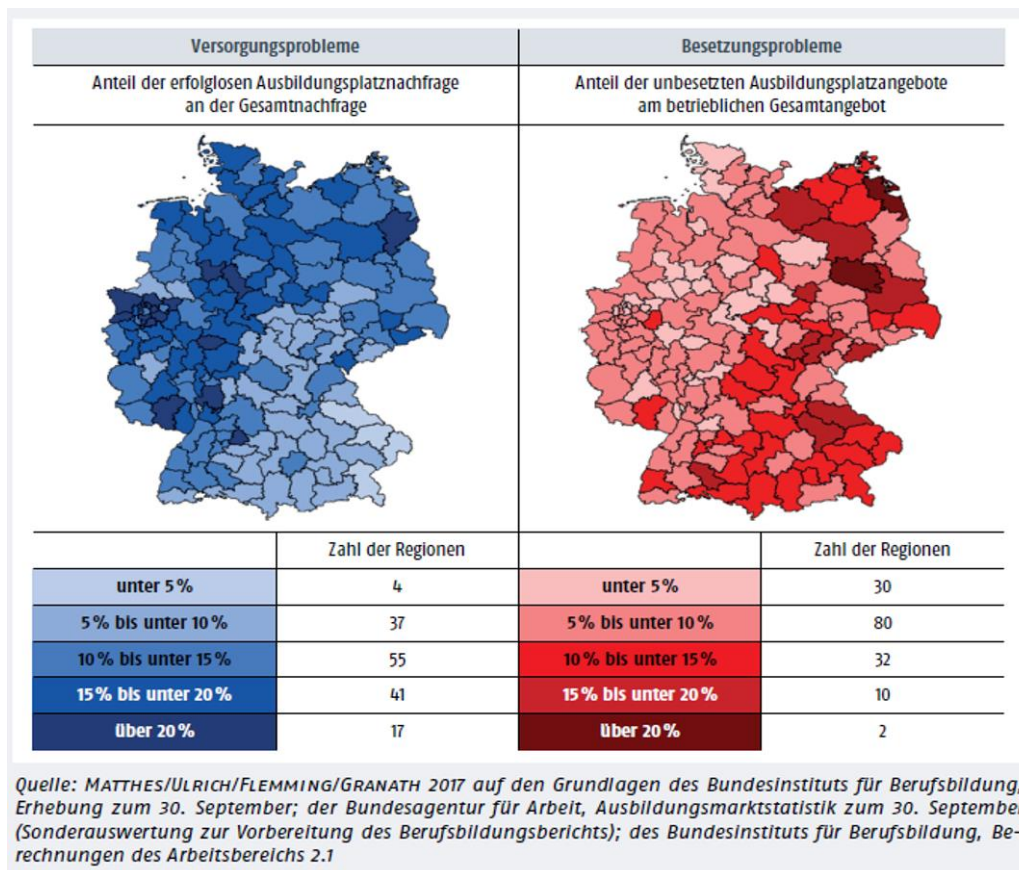 Versorgungsprobleme
Besetzungsprobleme
Anteil der erfolglosen Ausbildungsplatznachfrage
an der Gesamtnachfrage
Anteil der unbesetzten Ausbildungsplatzangebote
am betrieblichen Gesamtangebot
Zahl der Regionen
Zahl der Regionen
unter 5 % 4 unter 5 % 30
5 % bis unter 10 % 37 5 % bis unter 10 % 80
10 % bis unter 15 % 55 10 % bis unter 15 % 32
15 % bis unter 20 % 41 15 % bis unter 20 % 10
über 20 % 17 über 20 % 2
Quelle: MATTHES/ULRICH/FLEMMING/GRANATH 2017 auf den Grundlagen des Bundesinstituts für Berufsbildung,
Erhebung zum 30. September; der Bundesagentur für Arbeit, Ausbildungsmarktstatistik zum 30. September
(Sonderauswertung zur Vorbereitung des Berufsbildungsberichts); des Bundesinstituts für Berufsbildung, Be-
rechnungen des Arbeitsbereichs 2.1